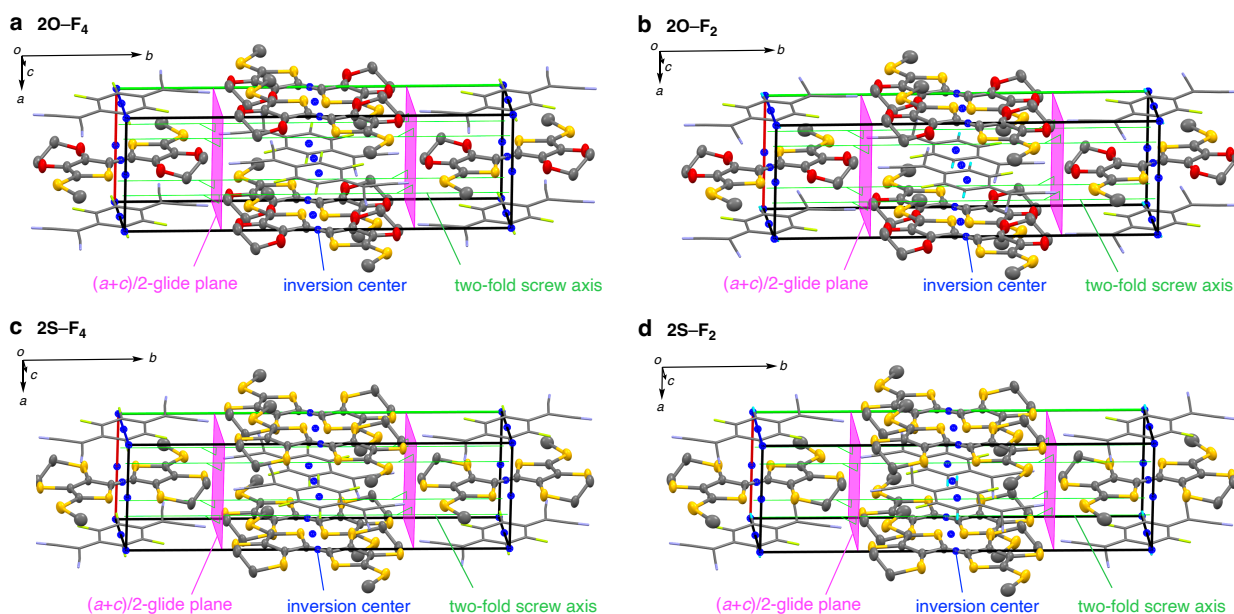 a 2O–F4
o
b
c
a
(a+c)/2-glide plane
inversion center
two-fold screw axis
b 2O–F2
o
b
c
a
(a+c)/2-glide plane
inversion center
two-fold screw axis
c 2S–F4
o
b
c
a
(a+c)/2-glide plane
inversion center
two-fold screw axis
d 2S–F2
o
b
c
a
(a+c)/2-glide plane
inversion center
two-fold screw axis